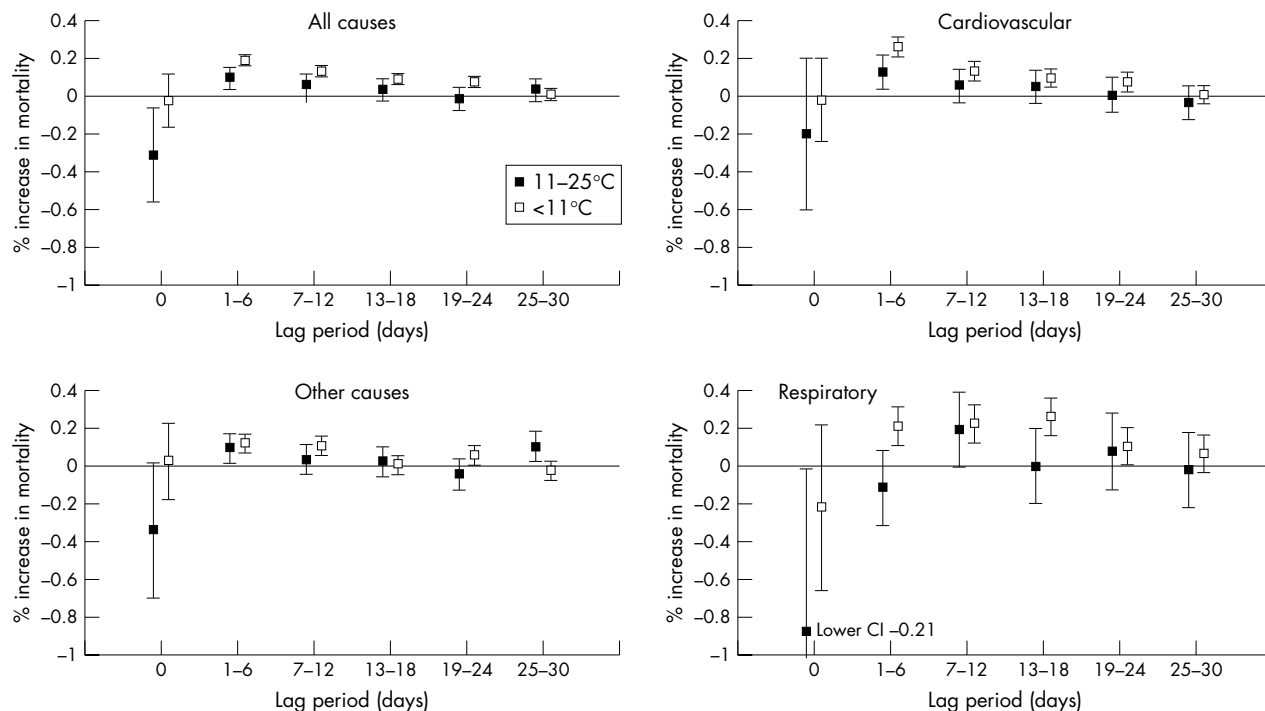 All causes
% increase in mortality
0.4
0.2
0
–0.2
–0.4
–0.6
–0.8
–1
11–25°C
<11°C
0 1–6 7–12 13–18 19–24 25–30
Lag period (days)
Cardiovascular
% increase in mortality
0.4
0.2
0
–0.2
–0.4
–0.6
–0.8
–1
0 1–6 7–12 13–18 19–24 25–30
Lag period (days)
Other causes
% increase in mortality
0.4
0.2
0
–0.2
–0.4
–0.6
–0.8
–1
0 1–6 7–12 13–18 19–24 25–30
Lag period (days)
Respiratory
% increase in mortality
0.4
0.2
0
–0.2
–0.4
–0.6
–0.8
–1
Lower CI –0.21
0 1–6 7–12 13–18 19–24 25–30
Lag period (days)